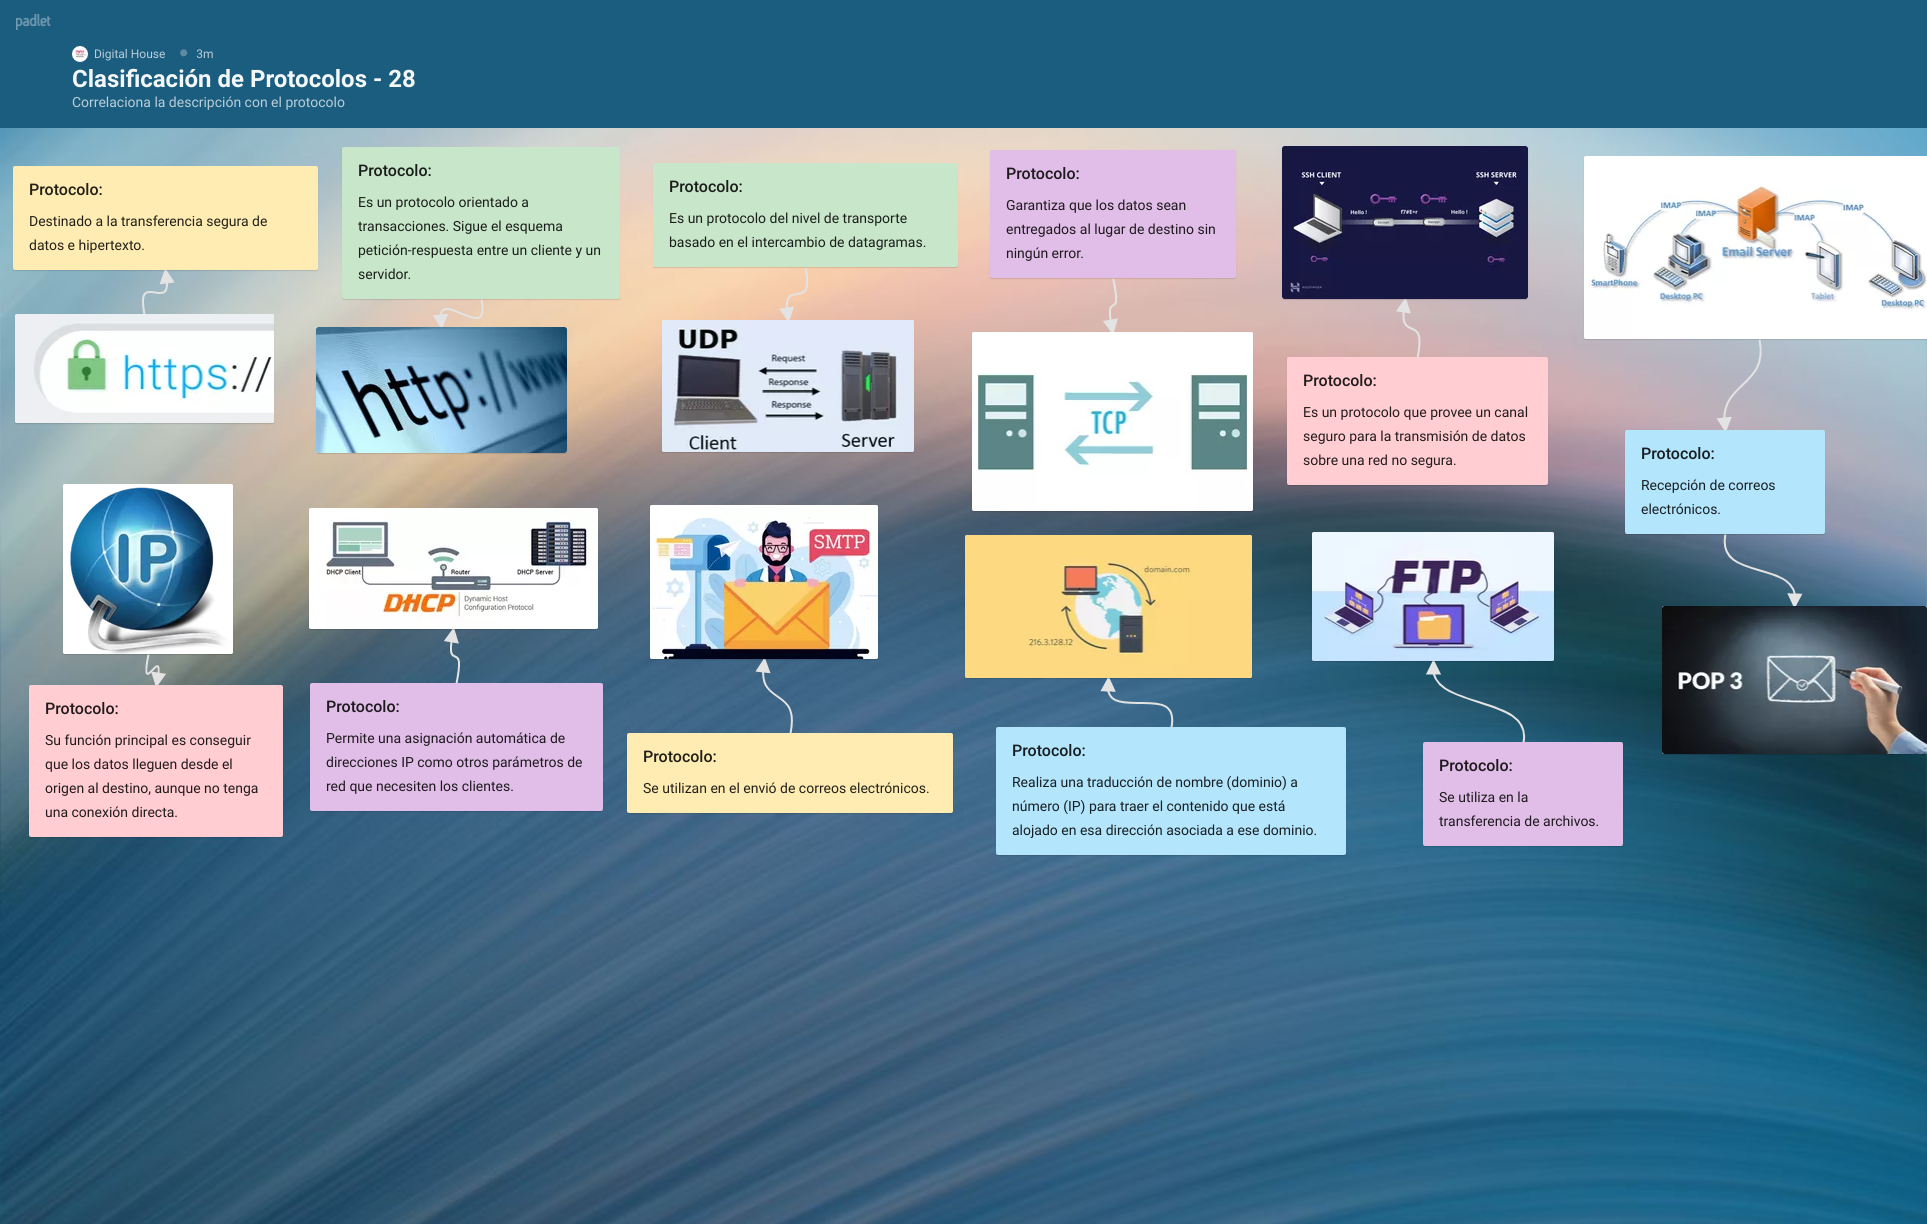 padlet
Digital House • 3m
Clasificación de Protocolos - 28
Correlaciona la descripción con el protocolo
Protocolo:
Destinado a la transferencia segura de
datos e hipertexto.
https://
Protocolo:
Es un protocolo orientado a
transacciones. Sigue el esquema
petición-respuesta entre un cliente y un
servidor.
http://www
Protocolo:
Es un protocolo del nivel de transporte
basado en el intercambio de datagramas.
UDP
Request
Response
Response
Client
Server
Protocolo:
Garantiza que los datos sean
entregados al lugar de destino sin
ningún error.
TCP
SSH CLIENT
SSH SERVER
Hello !
Hello !
Protocolo:
Es un protocolo que provee un canal
seguro para la transmisión de datos
sobre una red no segura.
IMAP
IMAP
IMAP
IMAP
Email Server
SmartPhone
Desktop PC
Tablet
Desktop PC
Protocolo:
Recepción de correos
electrónicos.
POP 3
IP
Protocolo:
Su función principal es conseguir
que los datos lleguen desde el
origen al destino, aunque no tenga
una conexión directa.
DHCP Client
Router
DHCP Server
DHCP
Dynamic Host
Configuration Protocol
Protocolo:
Permite una asignación automática de
direcciones IP como otros parámetros de
red que necesiten los clientes.
SMTP
Protocolo:
Se utilizan en el envió de correos electrónicos.
domain.com
216.3.128.12
Protocolo:
Realiza una traducción de nombre (dominio) a
número (IP) para traer el contenido que está
alojado en esa dirección asociada a ese dominio.
FTP
Protocolo:
Se utiliza en la
transferencia de archivos.